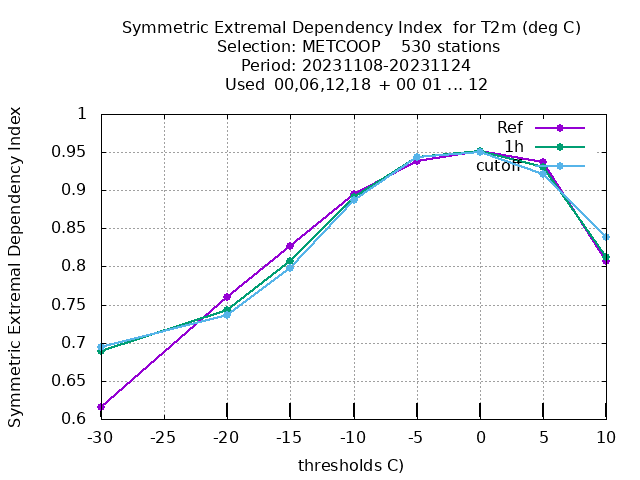 Symmetric Extremal Dependency Index for T2m (deg C)
Selection: METCOOP 530 stations
Period: 20231108-20231124
Used 00,06,12,18 + 00 01 ... 12
Symmetric Extremal Dependency Index
1
0.95
0.9
0.85
0.8
0.75
0.7
0.65
0.6
Ref
1h
cutoff
-30 -25 -20 -15 -10 -5 0 5 10
thresholds C)